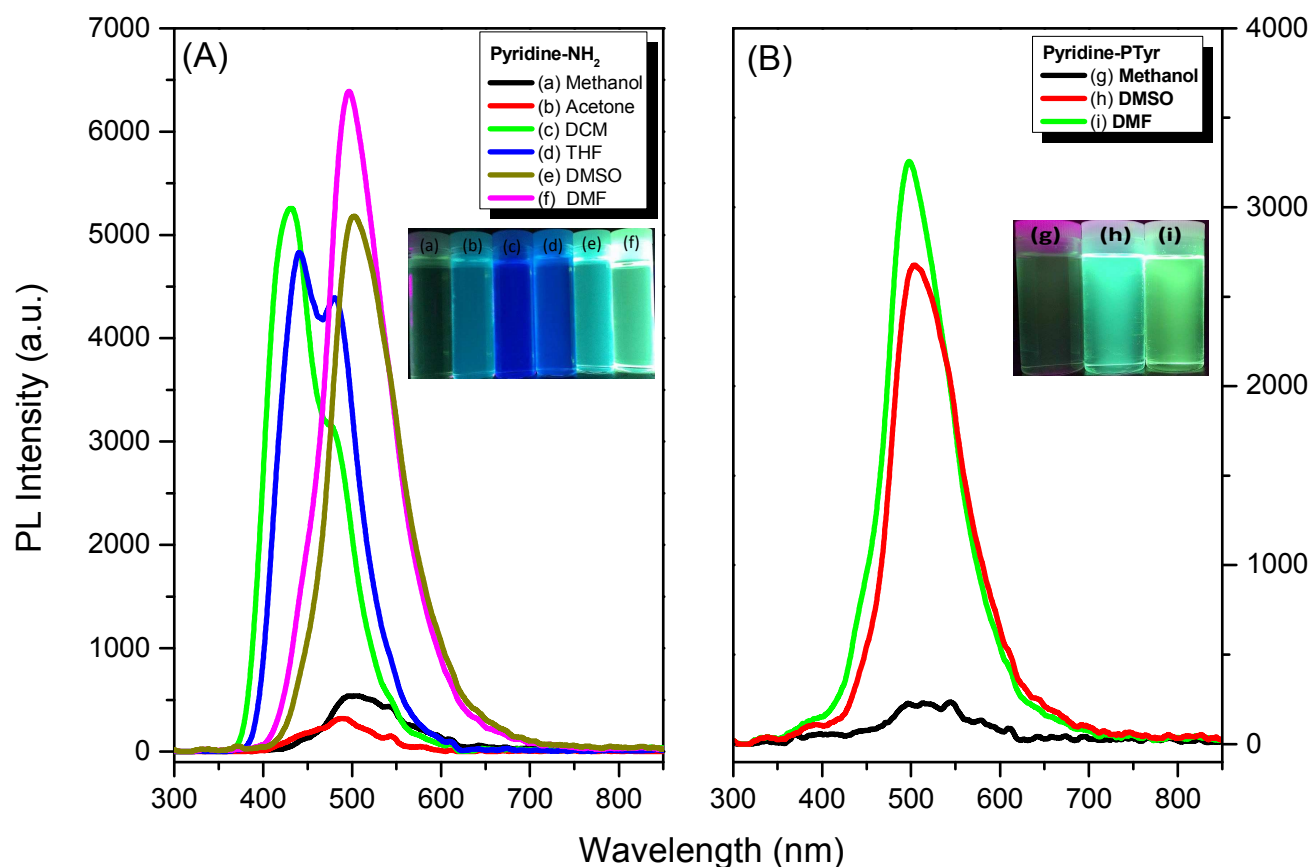 (A)
Pyridine-NH2
(a) Methanol
(b) Acetone
(c) DCM
(d) THF
(e) DMSO
(f) DMF
(a) (b) (c) (d) (e) (f)
7000
6000
5000
4000
3000
2000
1000
0
300 400 500 600 700 800
PL Intensity (a.u.)
(B)
Pyridine-PTyr
(g) Methanol
(h) DMSO
(i) DMF
(g) (h) (i)
4000
3000
2000
1000
0
300 400 500 600 700 800
Wavelength (nm)